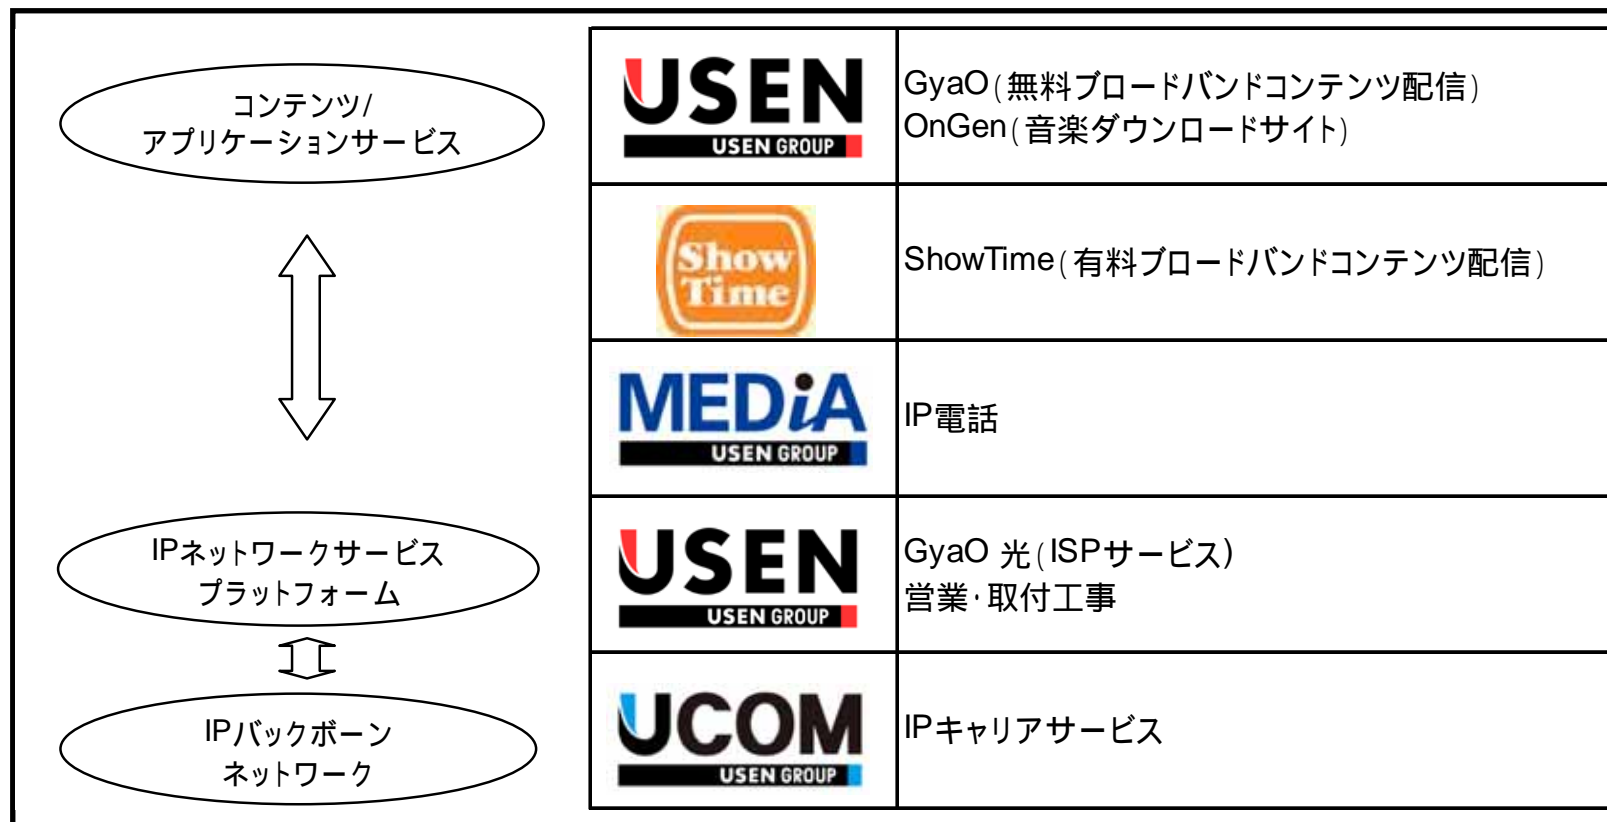 コンテンツ/
アプリケーションサービス
IPネットワークサービス
プラットフォーム
IPバックボーン
ネットワーク
USEN
USEN GROUP
GyaO(無料ブロードバンドコンテンツ配信)
OnGen(音楽ダウンロードサイト)
Show
Time
ShowTime(有料ブロードバンドコンテンツ配信)
MEDiA
USEN GROUP
IP電話
USEN
USEN GROUP
GyaO 光(ISPサービス)
営業・取付工事
UCOM
USEN GROUP
IPキャリアサービス